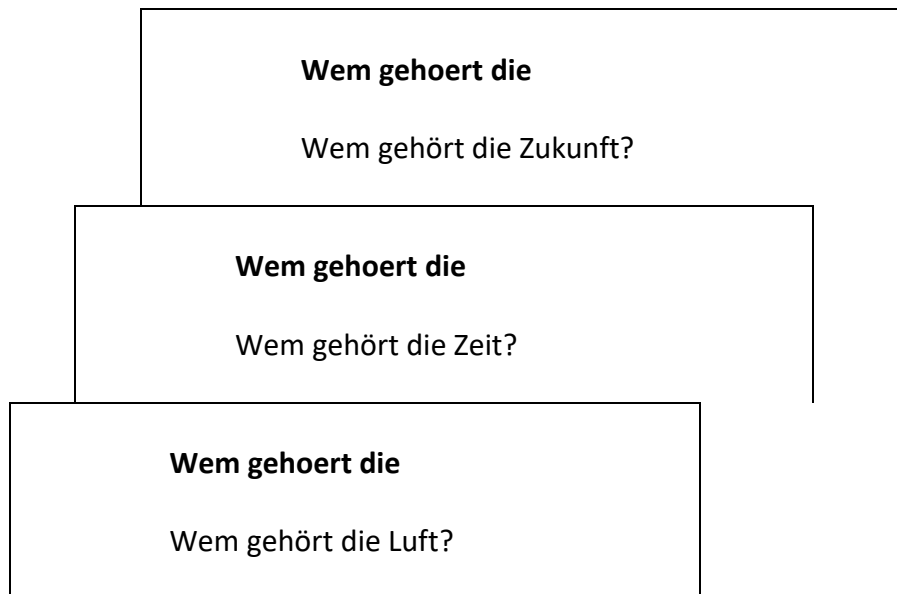 Wem gehoert die
Wem gehört die Zukunft?
Wem gehoert die
Wem gehört die Zeit?
Wem gehoert die
Wem gehört die Luft?